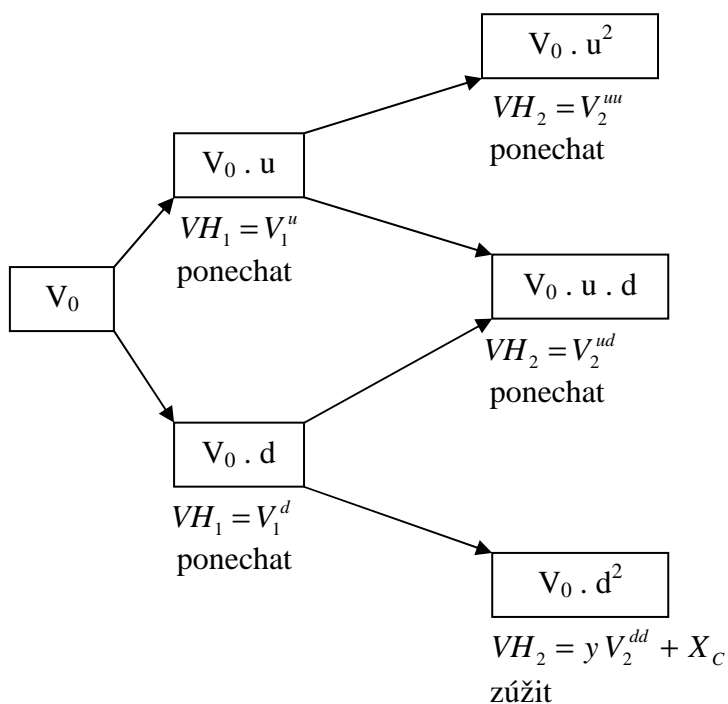 V₀ . u²
VH₂ = V₂ᵘᵘ
ponechat
V₀ . u
VH₁ = V₁ᵘ
ponechat
V₀
V₀ . u . d
VH₂ = V₂ᵘᵈ
ponechat
V₀ . d
VH₁ = V₁ᵈ
ponechat
V₀ . d²
VH₂ = y V₂ᵈᵈ + X_C
zúžit